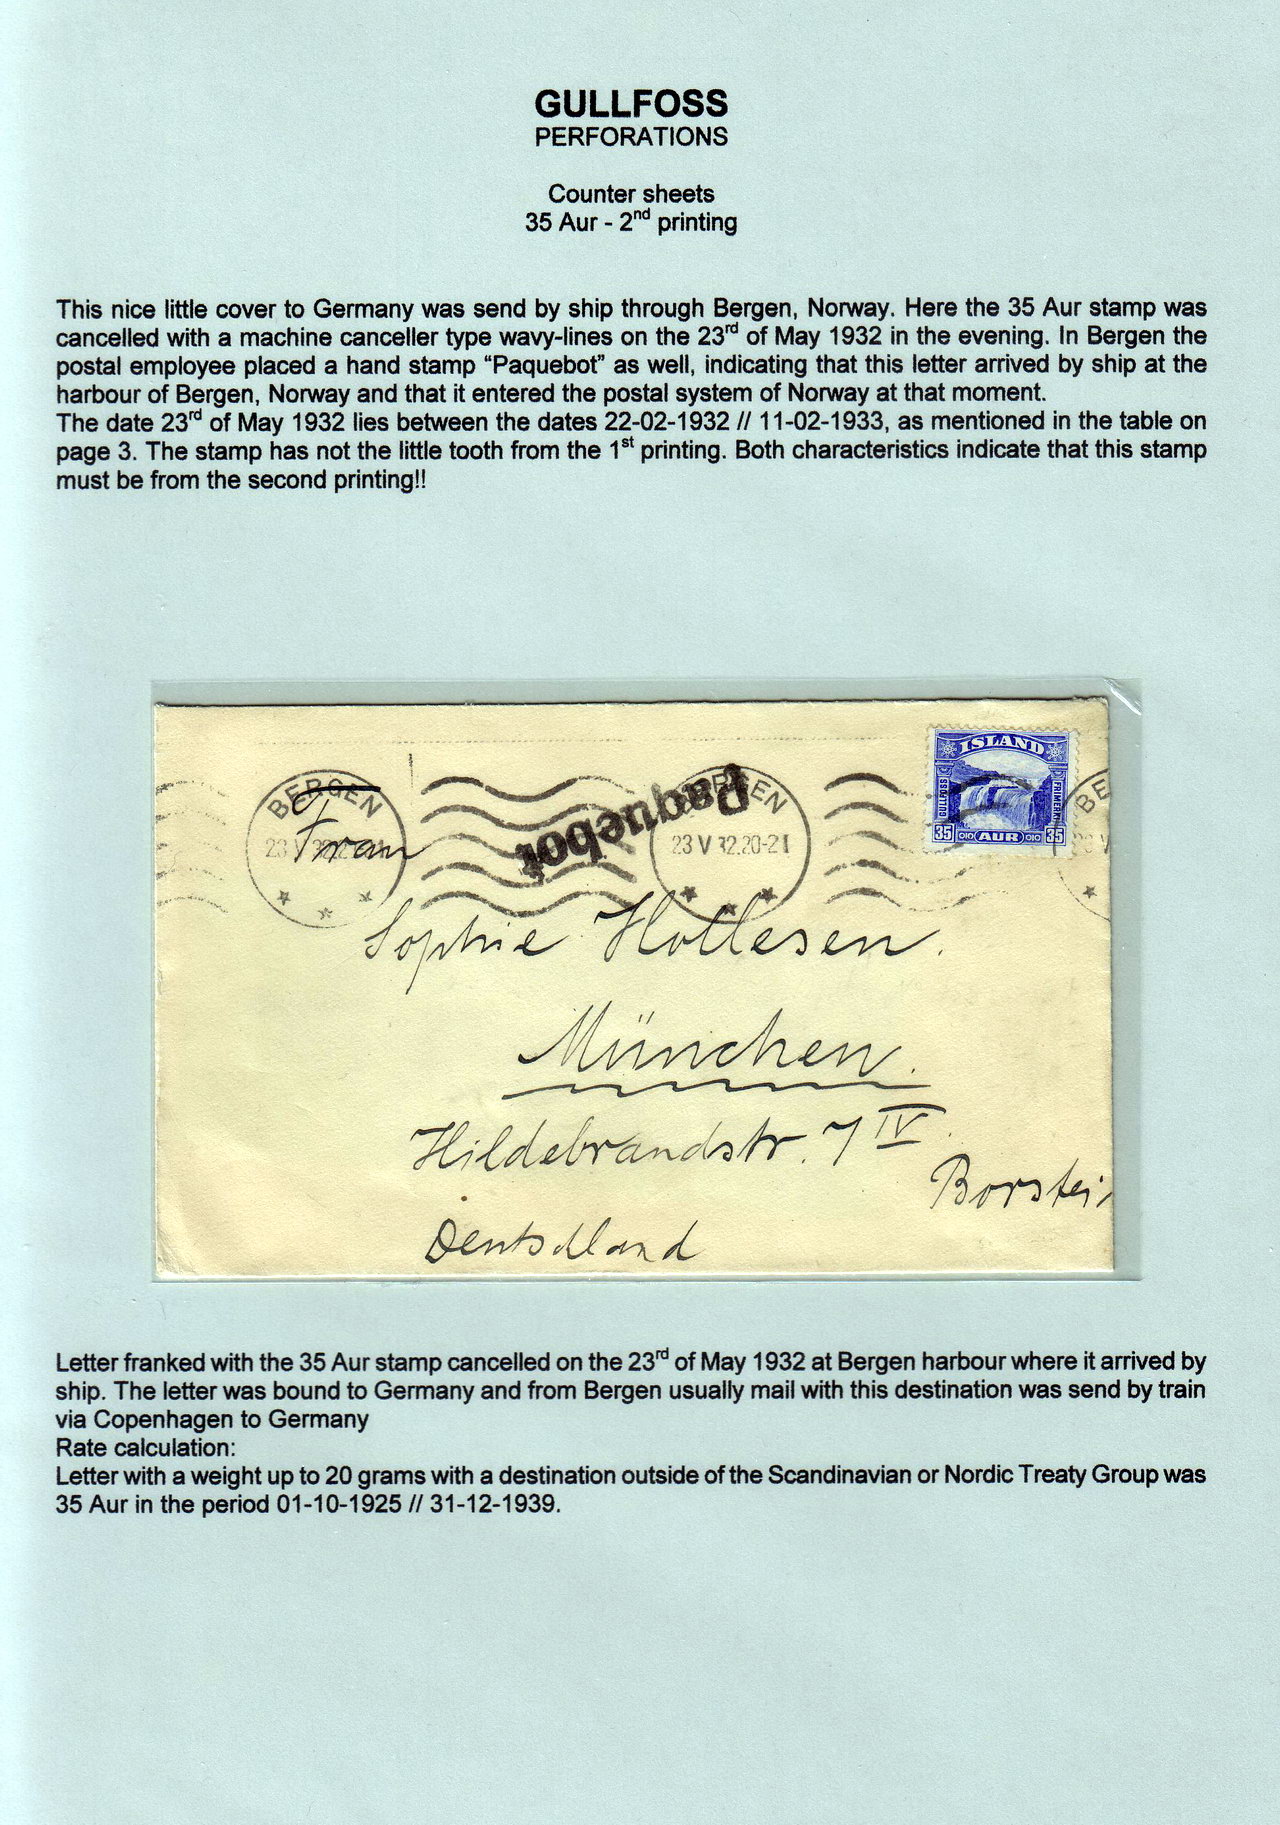 GULLFOSS
PERFORATIONS
Counter sheets
35 Aur - 2nd printing
This nice little cover to Germany was send by ship through Bergen, Norway. Here the 35 Aur stamp was
cancelled with a machine canceller type wavy-lines on the 23rd of May 1932 in the evening. In Bergen the
postal employee placed a hand stamp “Paquebot” as well, indicating that this letter arrived by ship at the
harbour of Bergen, Norway and that it entered the postal system of Norway at that moment.
The date 23rd of May 1932 lies between the dates 22-02-1932 // 11-02-1933, as mentioned in the table on
page 3. The stamp has not the little tooth from the 1st printing. Both characteristics indicate that this stamp
must be from the second printing!!
ISLAND
GULLFOSS
FRIMERKI
35 AUR 35
BERGEN
BERGEN
23 V 32.20-21
BE
Paquebot
Frau
Sophie Hollesen.
München.
Hildebrandstr. 7 IV.
Borstei
Deutschland
Letter franked with the 35 Aur stamp cancelled on the 23rd of May 1932 at Bergen harbour where it arrived by
ship. The letter was bound to Germany and from Bergen usually mail with this destination was send by train
via Copenhagen to Germany
Rate calculation:
Letter with a weight up to 20 grams with a destination outside of the Scandinavian or Nordic Treaty Group was
35 Aur in the period 01-10-1925 // 31-12-1939.